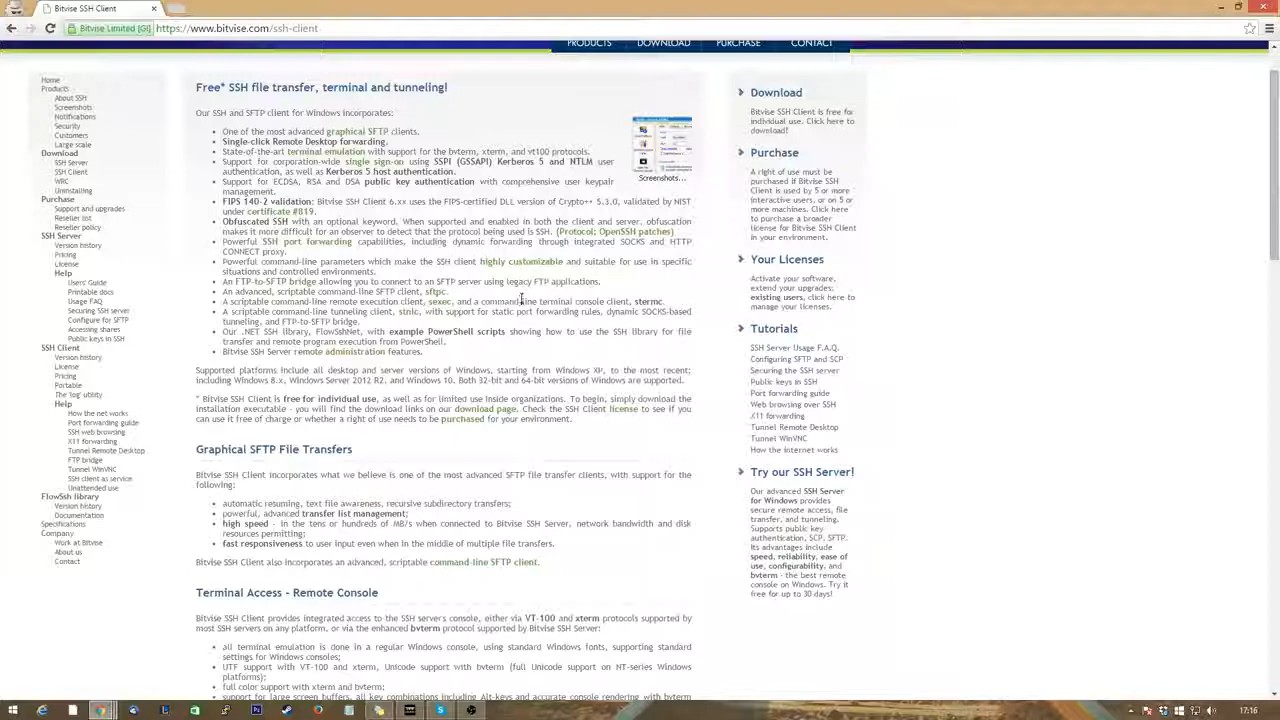 Bitvise SSH Client
Bitvise Limited [GI] https://www.bitvise.com/ssh-client
PRODUCTS DOWNLOAD PURCHASE CONTACT
Home
Products
About SSH
Screenshots
Notifications
Security
Customers
Large scale
Download
SSH Server
SSH Client
WRC
Uninstalling
Purchase
Support and upgrades
Reseller list
Reseller policy
SSH Server
Version history
Pricing
License
Help
Users' Guide
Printable docs
Usage FAQ
Securing SSH server
Configure for SFTP
Accessing shares
Public keys in SSH
SSH Client
Version history
License
Pricing
Portable
The 'log' utility
Help
How the net works
Port forwarding guide
SSH web browsing
X11 forwarding
Tunnel Remote Desktop
FTP bridge
Tunnel WinVNC
SSH client as service
Unattended use
FlowSsh library
Version history
Documentation
Specifications
Company
Work at Bitvise
About us
Contact
Free* SSH file transfer, terminal and tunneling!
Our SSH and SFTP client for Windows incorporates:
One of the most advanced graphical SFTP clients.
Single-click Remote Desktop forwarding.
State-of-the-art terminal emulation with support for the bvterm, xterm, and vt100 protocols.
Support for corporation-wide single sign-on using SSPI (GSSAPI) Kerberos 5 and NTLM user
authentication, as well as Kerberos 5 host authentication.
Support for ECDSA, RSA and DSA public key authentication with comprehensive user keypair
management.
FIPS 140-2 validation: Bitvise SSH Client 6.xx uses the FIPS-certified DLL version of Crypto++ 5.3.0, validated by NIST
under certificate #819.
Obfuscated SSH with an optional keyword. When supported and enabled in both the client and server, obfuscation
makes it more difficult for an observer to detect that the protocol being used is SSH. (Protocol; OpenSSH patches)
Powerful SSH port forwarding capabilities, including dynamic forwarding through integrated SOCKS and HTTP
CONNECT proxy.
Powerful command-line parameters which make the SSH client highly customizable and suitable for use in specific
situations and controlled environments.
An FTP-to-SFTP bridge allowing you to connect to an SFTP server using legacy FTP applications.
An advanced, scriptable command-line SFTP client, sftpc.
A scriptable command-line remote execution client, sexec, and a command-line terminal console client, stermc.
A scriptable command-line tunneling client, stnlc, with support for static port forwarding rules, dynamic SOCKS-based
tunneling, and FTP-to-SFTP bridge.
Our .NET SSH library, FlowSshNet, with example PowerShell scripts showing how to use the SSH library for file
transfer and remote program execution from PowerShell.
Bitvise SSH Server remote administration features.
Screenshots...
Supported platforms include all desktop and server versions of Windows, starting from Windows XP, to the most recent;
including Windows 8.x, Windows Server 2012 R2, and Windows 10. Both 32-bit and 64-bit versions of Windows are supported.
* Bitvise SSH Client is free for individual use, as well as for limited use inside organizations. To begin, simply download the
installation executable - you will find the download links on our download page. Check the SSH Client license to see if you
can use it free of charge or whether a right of use needs to be purchased for your environment.
Graphical SFTP File Transfers
Bitvise SSH Client incorporates what we believe is one of the most advanced SFTP file transfer clients, with support for the
following:
automatic resuming, text file awareness, recursive subdirectory transfers;
powerful, advanced transfer list management;
high speed - in the tens or hundreds of MB/s when connected to Bitvise SSH Server, network bandwidth and disk
resources permitting;
fast responsiveness to user input even when in the middle of multiple file transfers.
Bitvise SSH Client also incorporates an advanced, scriptable command-line SFTP client.
Terminal Access - Remote Console
Bitvise SSH Client provides integrated access to the SSH server's console, either via VT-100 and xterm protocols supported by
most SSH servers on any platform, or via the enhanced bvterm protocol supported by Bitvise SSH Server:
all terminal emulation done in a regular Windows console, using standard Windows fonts, supporting standard
settings for Windows consoles;
UTF support with VT-100 and xterm, Unicode support with bvterm (full Unicode support on NT-series Windows
platforms);
full color support with xterm and bvterm;
support for large screen buffers, all key combinations including Alt-keys and accurate console rendering with bvterm
Download
Bitvise SSH Client is free for
individual use. Click here to
download!
Purchase
A right of use must be
purchased if Bitvise SSH
Client is used by 5 or more
interactive users, or on 5 or
more machines. Click here
to purchase a broader
license for Bitvise SSH Client
in your environment.
Your Licenses
Activate your software,
extend your upgrades;
existing users, click here to
manage your licenses.
Tutorials
SSH Server Usage F.A.Q.
Configuring SFTP and SCP
Securing the SSH server
Public keys in SSH
Port forwarding guide
Web browsing over SSH
X11 forwarding
Tunnel Remote Desktop
Tunnel WinVNC
How the internet works
Try our SSH Server!
Our advanced SSH Server
for Windows provides
secure remote access, file
transfer, and tunneling.
Supports public key
authentication, SCP, SFTP.
Its advantages include
speed, reliability, ease of
use, configurability, and
bvterm - the best remote
console on Windows. Try it
free for up to 30 days!
17:16